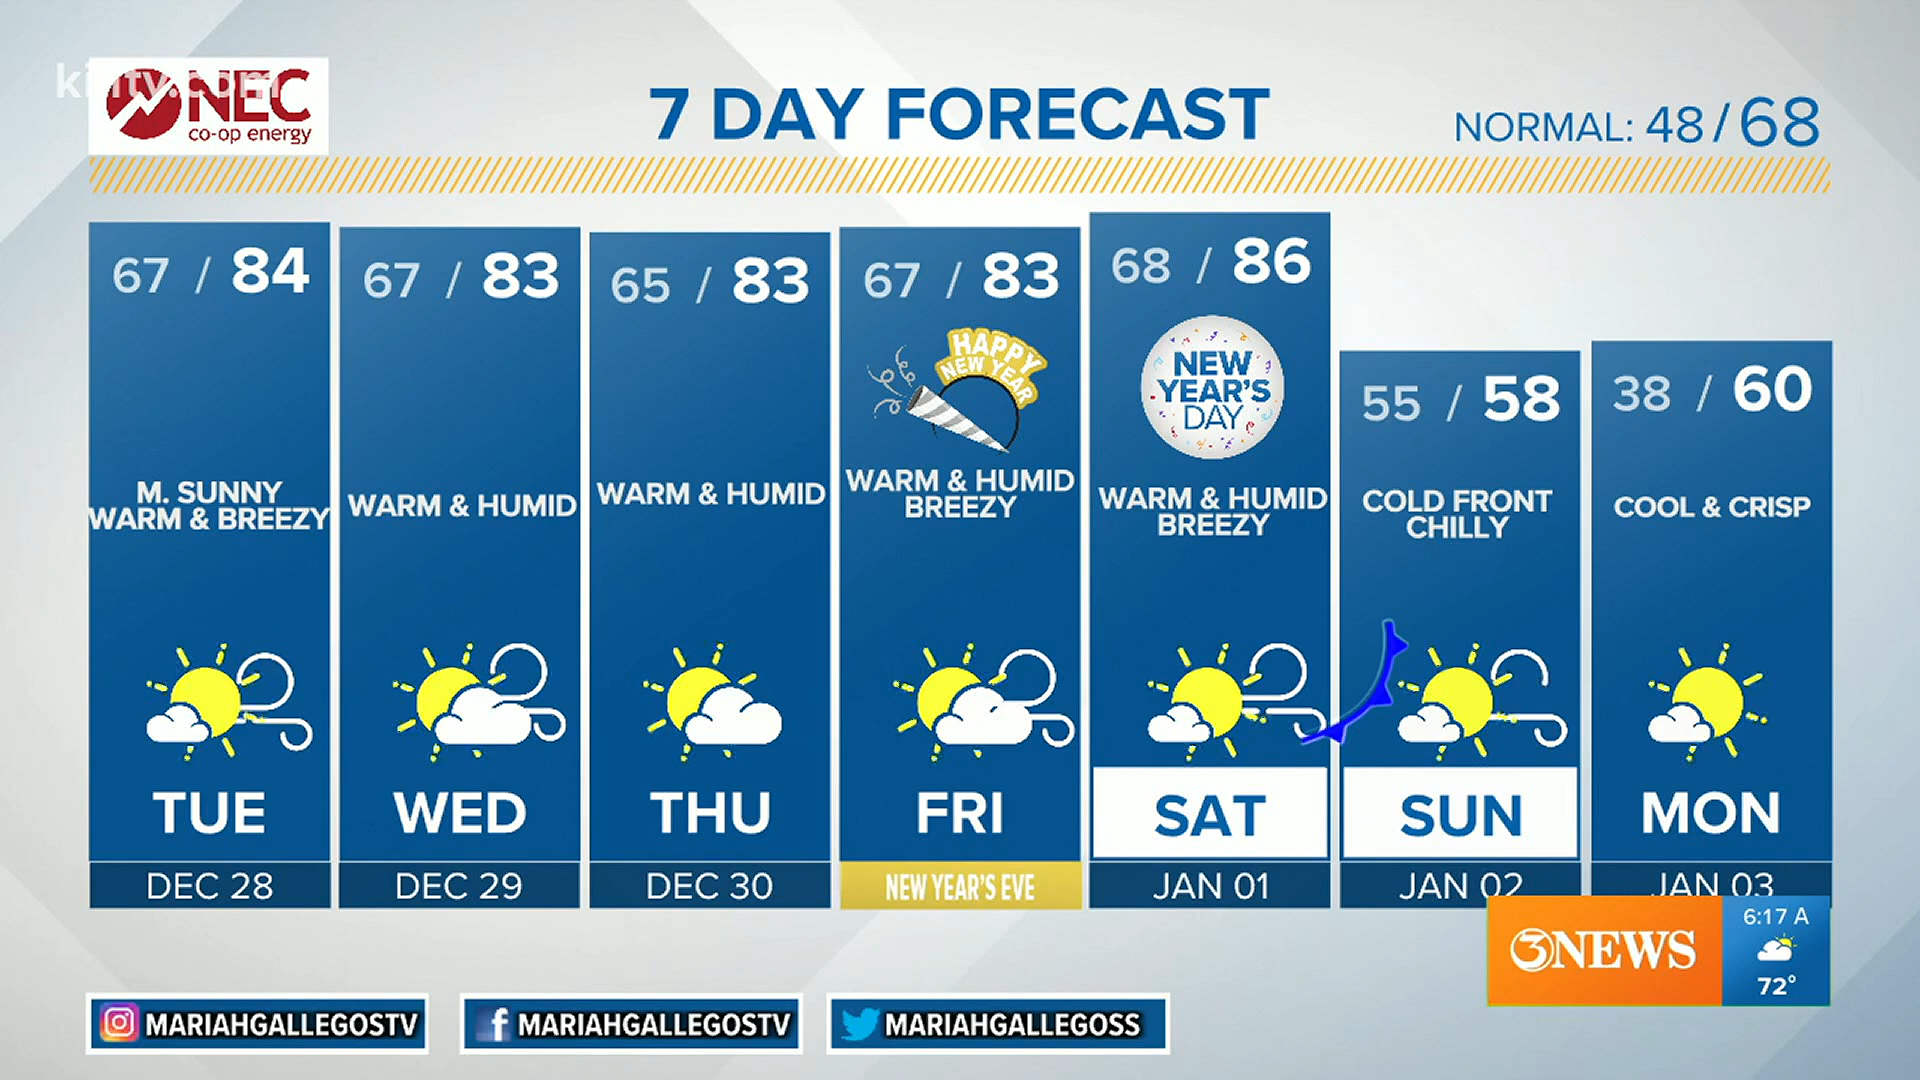 NEC
co-op energy
7 DAY FORECAST
NORMAL: 48/68
67 / 84
M. SUNNY
WARM & BREEZY
TUE
DEC 28
67 / 83
WARM & HUMID
WED
DEC 29
65 / 83
WARM & HUMID
THU
DEC 30
67 / 83
HAPPY
NEW YEAR
WARM & HUMID
BREEZY
FRI
NEW YEAR'S EVE
68 / 86
NEW
YEAR'S
DAY
WARM & HUMID
BREEZY
SAT
JAN 01
55 / 58
COLD FRONT
CHILLY
SUN
JAN 02
38 / 60
COOL & CRISP
MON
JAN 03
3NEWS
6:17 A
72°
MARIAHGALLEGOSTV
MARIAHGALLEGOSTV
MARIAHGALLEGOSS